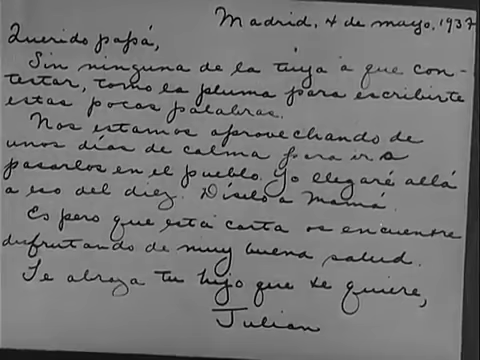 Madrid, 4 de mayo, 1937
Querido papá,
Sin ninguna de la tuya a que con-
testar, tomo la pluma para escribirte
estas pocas palabras.
Nos estamos aprovechando de
unos días de calma para ir a
pasarlos en el pueblo. Yo llegaré allá
a eso del diez. Díselo a Mamá.
Espero que esta carta os encuentre
disfrutando de muy buena salud.
Te abraza tu hijo que te quiere,
Julian